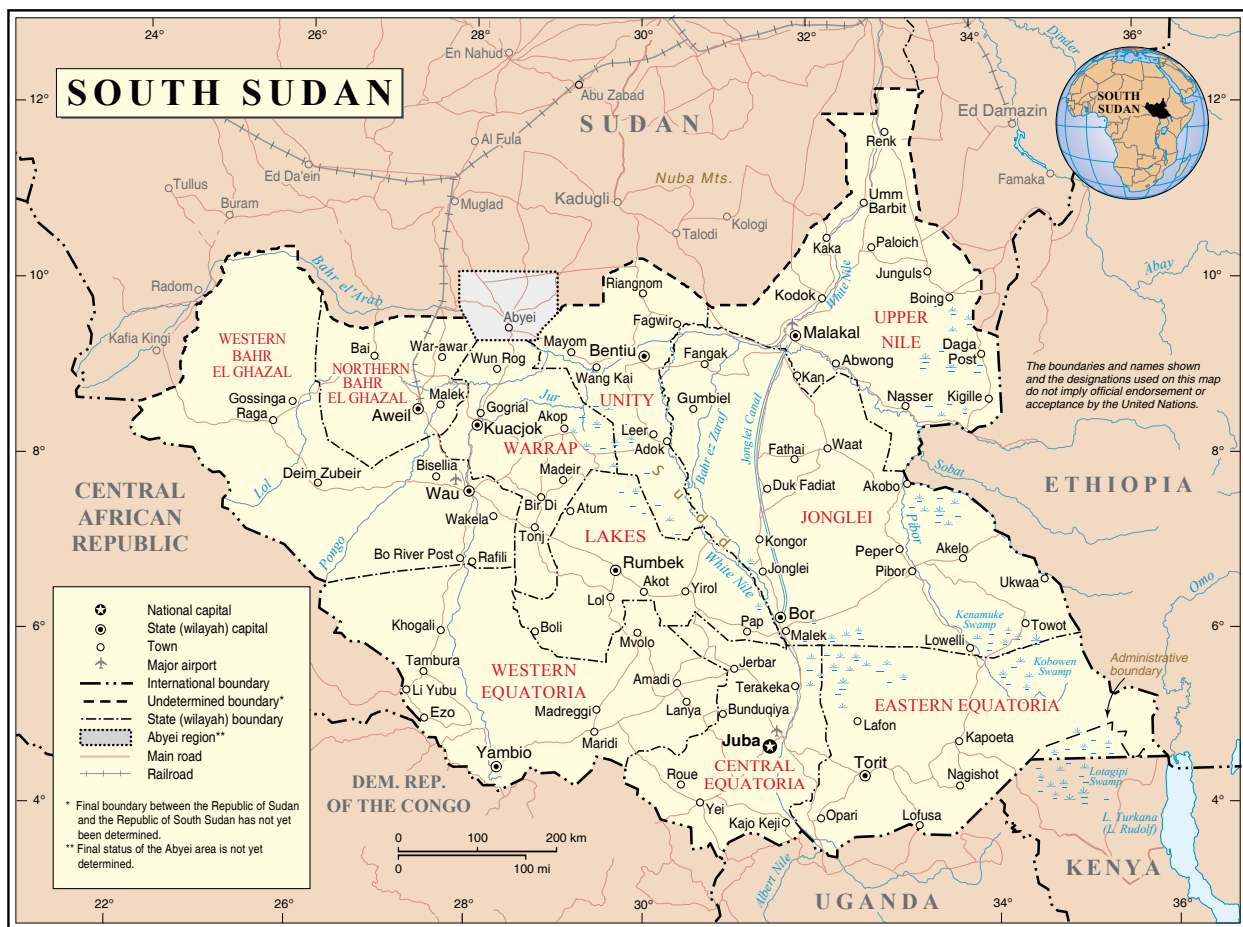 24°
26°
28°
30°
32°
34°
36°
SOUTH SUDAN
12°
12°
10°
10°
8°
8°
6°
6°
4°
4°
SOUTH
SUDAN
En Nahud
Abu Zabad
SUDAN
Dinder
Ed Damazin
Al Fula
Renk
Famaka
Ed Da'ein
Tullus
Nuba Mts.
Kadugli
Muglad
Buram
Kologi
Talodi
Umm
Barbit
Kaka
Paloich
Abay
Bahr el'Arab
Radom
Riangnom
Junguls
Kodok
White Nile
Boing
Abyei
Fagwir
Malakal
UPPER
NILE
Kafia Kingi
WESTERN
BAHR
EL GHAZAL
Bai
War-awar
Wun Rog
Mayom
Bentiu
Fangak
Abwong
Daga
Post
NORTHERN
BAHR
EL GHAZAL
Wang Kai
Kan
The boundaries and names shown
and the designations used on this map
do not imply official endorsement or
acceptance by the United Nations.
Gossinga
Raga
Malek
Aweil
Gogrial
Jur
UNITY
Gumbiel
Nasser
Kigille
Kuacjok
Akop
Leer
Adok
Bahr ez Zaraf
Jonglei Canal
Fathai
Waat
WARRAP
Sudd
Sobat
Deim Zubeir
Bisellia
Madeir
Duk Fadiat
Akobo
ETHIOPIA
CENTRAL
AFRICAN
REPUBLIC
Lol
Wau
Bir Di
Atum
Wakela
Tonj
LAKES
JONGLEI
Pibor
Pongo
Kongor
Peper
Akelo
Bo River Post
Rafili
Rumbek
White Nile
Jonglei
Pibor
Ukwaa
Omo
Akot
Yirol
Lol
Bor
Kenamuke
Swamp
Towot
Khogali
Boli
Mvolo
Pap
Malek
Lowelli
Kobowen
Swamp
Administrative
boundary
Tambura
WESTERN
EQUATORIA
Jerbar
Amadi
Terakeka
Li Yubu
EASTERN EQUATORIA
Ezo
Madreggi
Lanya
Bunduqiya
Lafon
Maridi
Juba
Kapoeta
Yambio
CENTRAL
EQUATORIA
Torit
Lotagipi
Swamp
DEM. REP.
OF THE CONGO
Roue
Nagishot
Yei
Kajo Keji
Opari
Lofusa
L. Turkana
(L. Rudolf)
Albert Nile
KENYA
UGANDA
National capital
State (wilayah) capital
Town
Major airport
International boundary
Undetermined boundary*
State (wilayah) boundary
Abyei region**
Main road
Railroad
* Final boundary between the Republic of Sudan
and the Republic of South Sudan has not yet
been determined.
** Final status of the Abyei area is not yet
determined.
0 100 200 km
0 100 mi
22°
26°
28°
30°
34°
36°